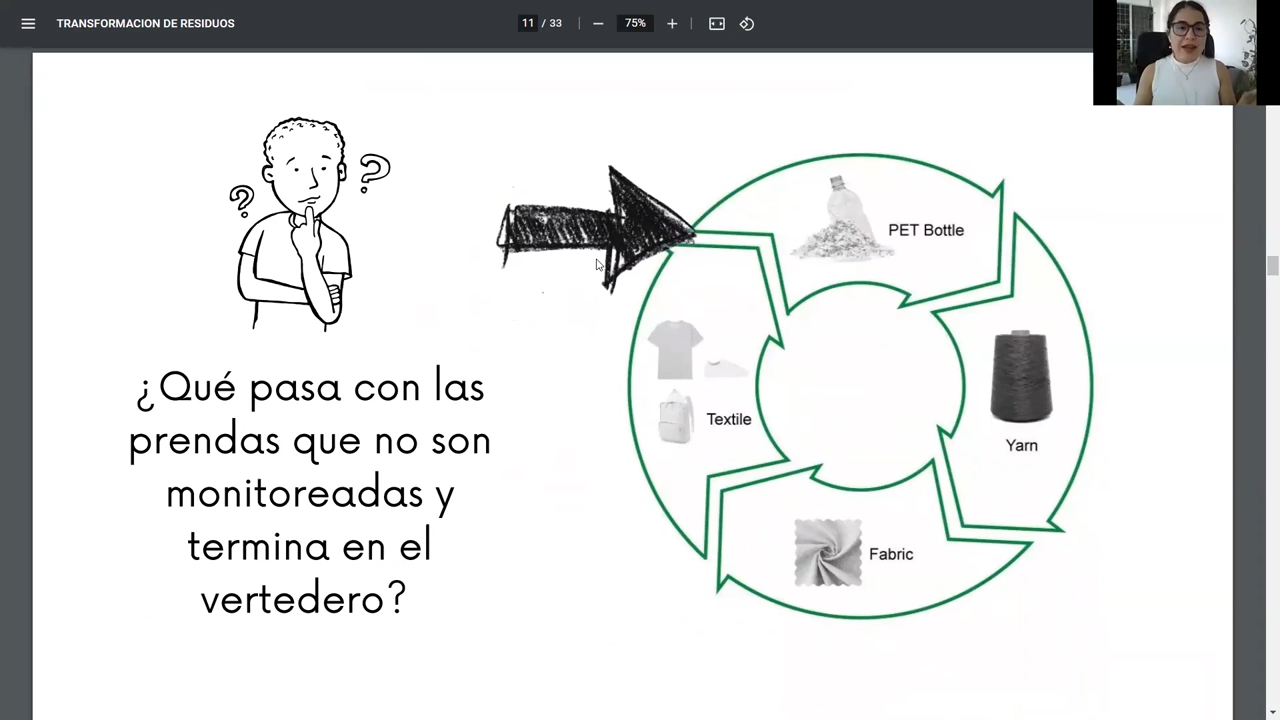 TRANSFORMACION DE RESIDUOS
11 / 33
75%
? ?
¿Qué pasa con las
prendas que no son
monitoreadas y
termina en el
vertedero?
PET Bottle
Yarn
Fabric
Textile